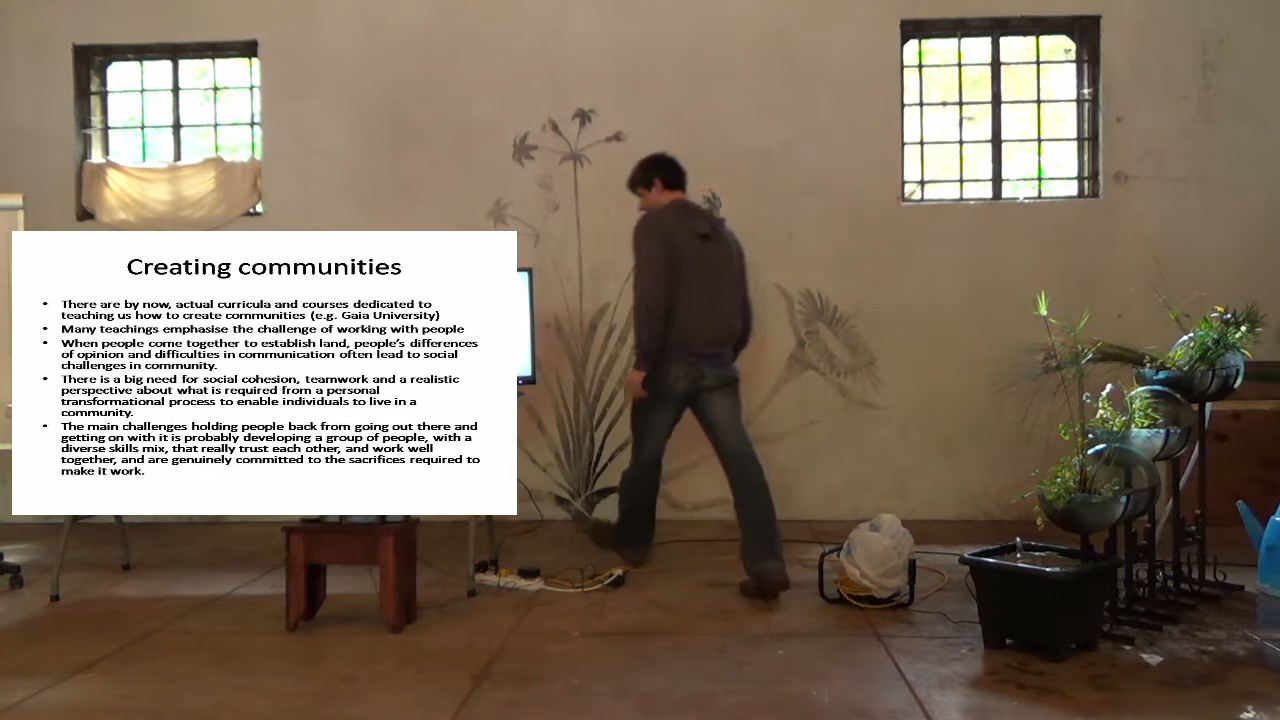 Creating communities
• There are by now, actual curricula and courses dedicated to
teaching us how to create communities (e.g. Gaia University)
• Many teachings emphasise the challenge of working with people
• When people come together to establish land, people's differences
of opinion and difficulties in communication often lead to social
challenges in community.
• There is a big need for social cohesion, teamwork and a realistic
perspective about what is required from a personal
transformational process to enable individuals to live in a
community.
• The main challenges holding people back from going out there and
getting on with it is probably developing a group of people, with a
diverse skills mix, that really trust each other, and work well
together, and are genuinely committed to the sacrifices required to
make it work.